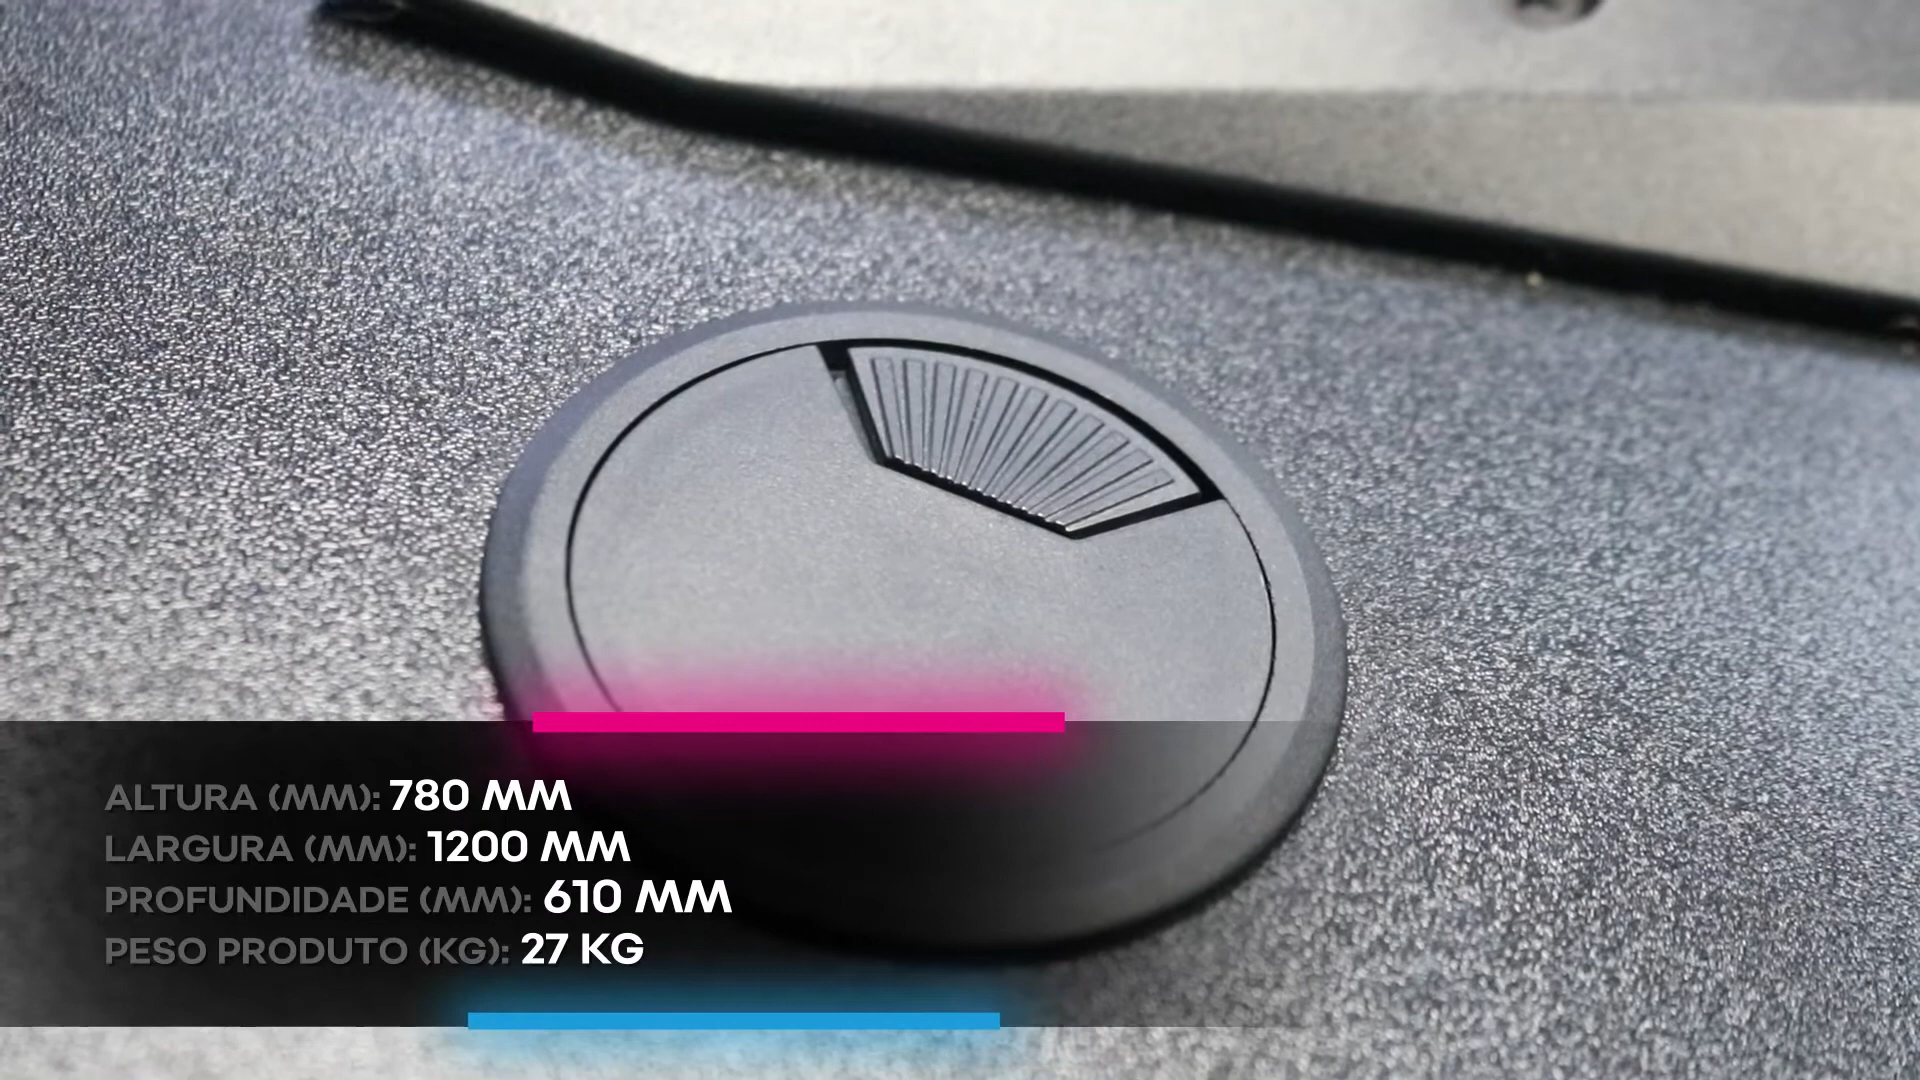 ALTURA (MM): 780 MM
LARGURA (MM): 1200 MM
PROFUNDIDADE (MM): 610 MM
PESO PRODUTO (KG): 27 KG